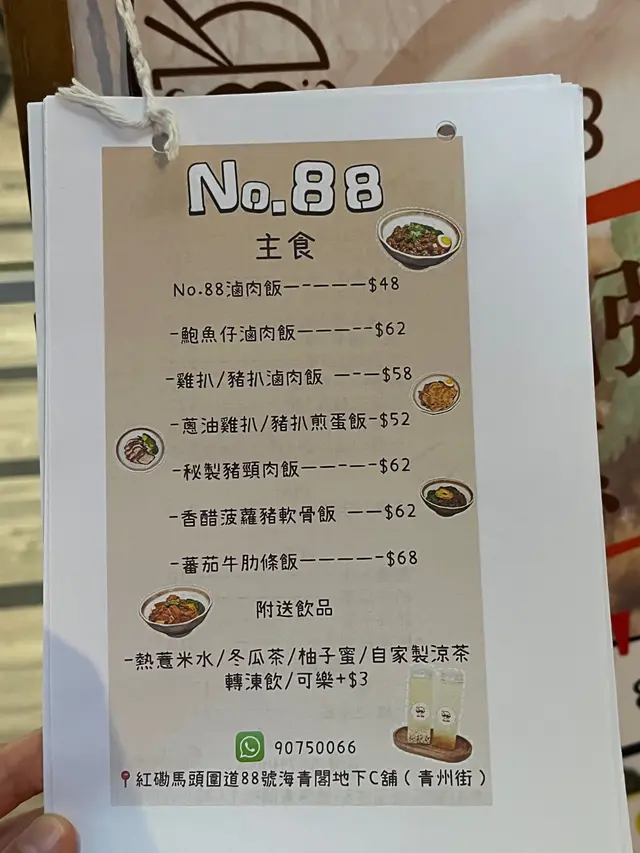 No.88
主食
No.88滷肉飯—-———$48
-鮑魚仔滷肉飯———--$62
-雞扒/豬扒滷肉飯 —-—$58
-蔥油雞扒/豬扒煎蛋飯-$52
-秘製豬頸肉飯——-—-$62
-香醋菠蘿豬軟骨飯 ——$62
-蕃茄牛肋條飯————-$68
附送飲品
-熱薏米水/冬瓜茶/柚子蜜/自家製涼茶
轉涷飲/可樂+$3
90750066
紅磡馬頭圍道88號海青閣地下C舖(青州街)